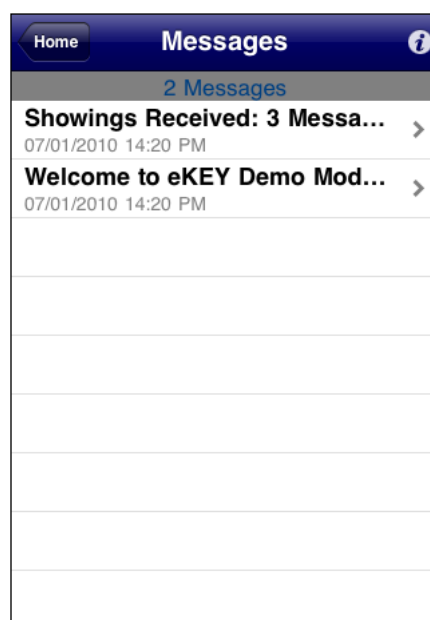 Home
Messages
2 Messages
Showings Received: 3 Messa...
07/01/2010 14:20 PM
Welcome to eKEY Demo Mod...
07/01/2010 14:20 PM